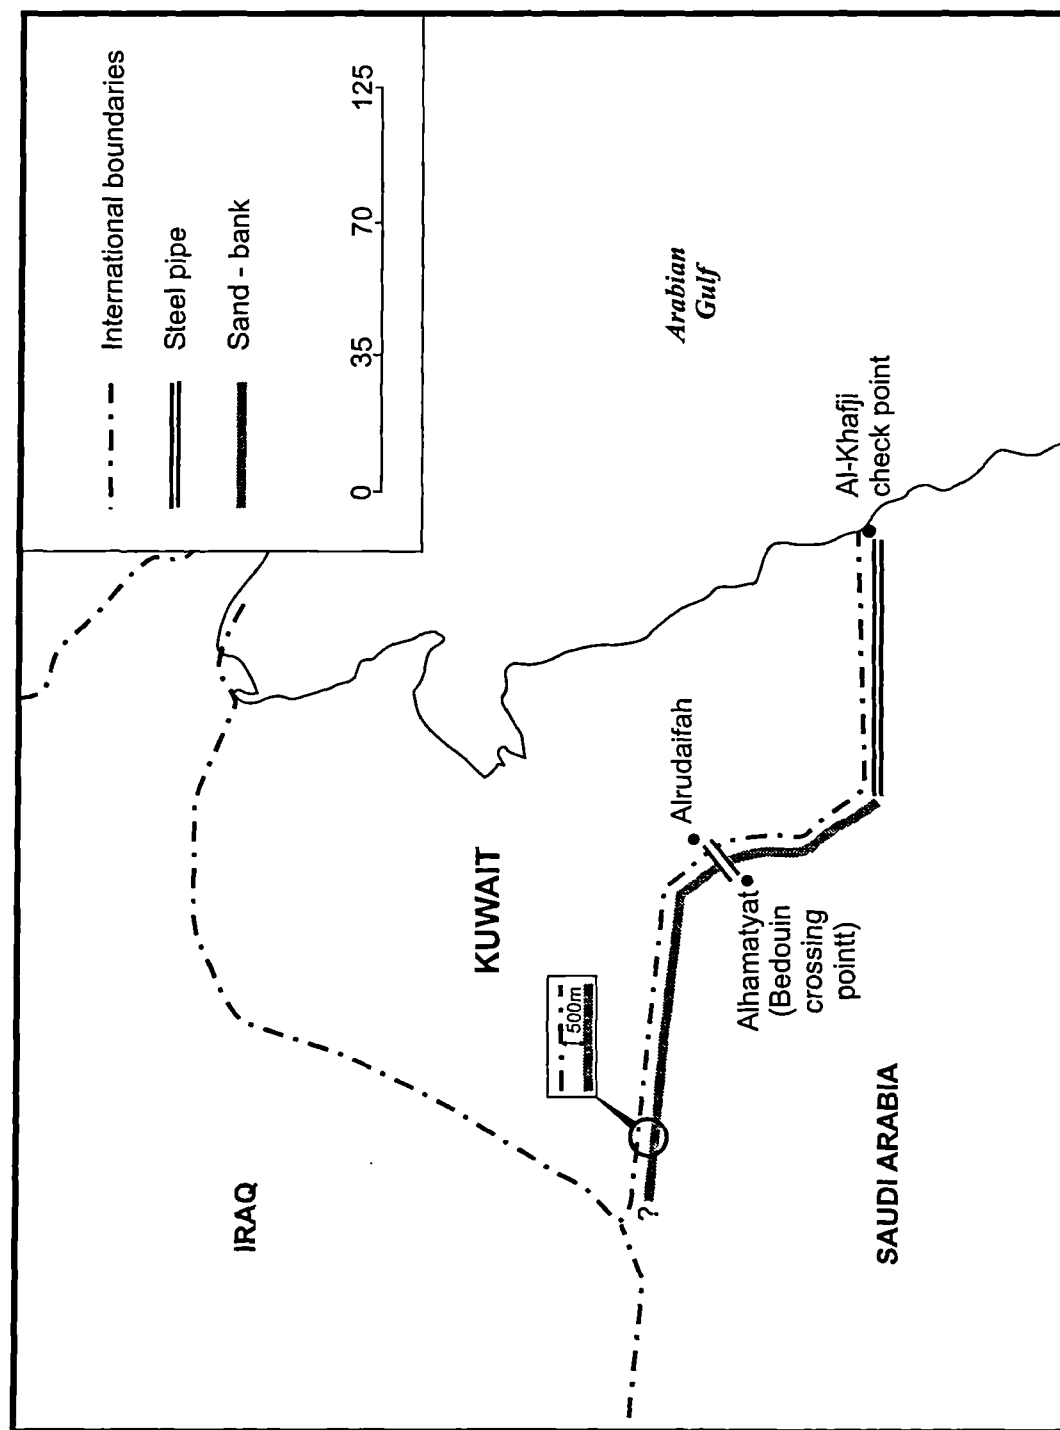 International boundaries
Steel pipe
Sand - bank
0 35 70 125
IRAQ
KUWAIT
500m
Alrudaifah
Arabian
Gulf
Alhamatyat
(Bedouin
crossing
pointt)
?
Al-Khafji
check point
SAUDI ARABIA